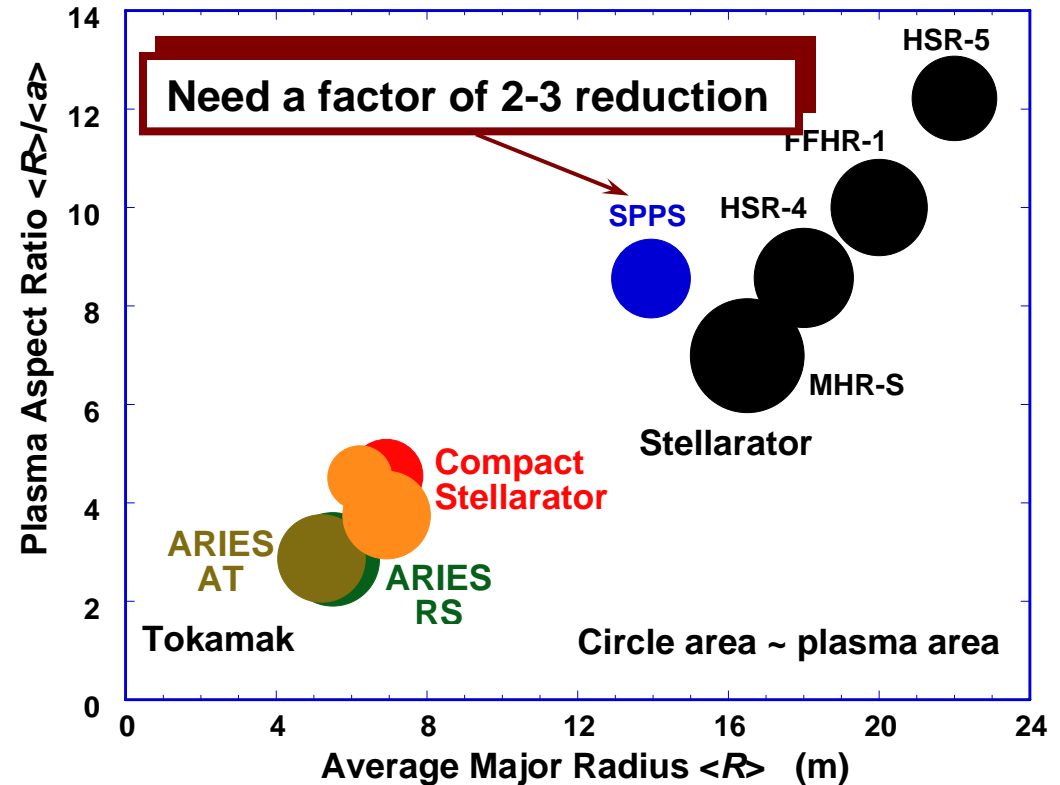 14
12
10
8
6
4
2
0
Plasma Aspect Ratio <R>/<a>
HSR-5
Need a factor of 2-3 reduction
FFHR-1
SPPS
HSR-4
MHR-S
Stellarator
Compact
Stellarator
ARIES
AT
ARIES
RS
Tokamak
Circle area ~ plasma area
0 4 8 12 16 20 24
Average Major Radius <R> (m)